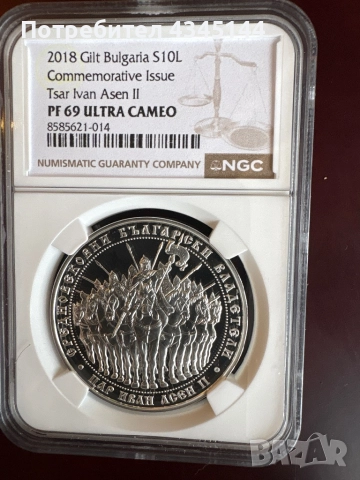 Потребител 4345144
2018 Gilt Bulgaria S10L
Commemorative Issue
Tsar Ivan Asen II
PF 69 ULTRA CAMEO
8585621-014
NUMISMATIC GUARANTY COMPANY
NGC
СРЕДНОВЕКОВНИ БЪЛГАРСКИ ВЛАДЕТЕЛИ
ЦАР ИВАН АСЕН II
BAZAR